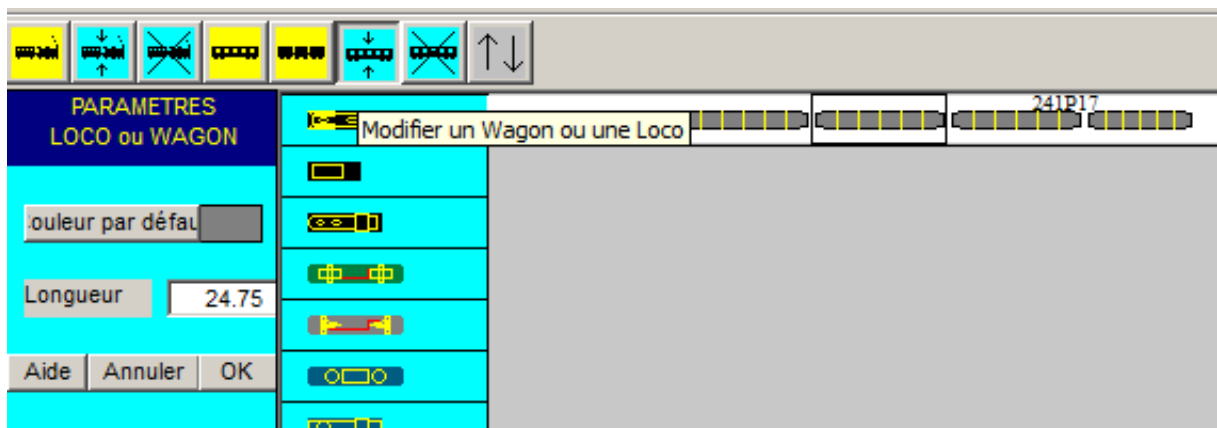 PARAMETRES
LOCO ou WAGON
241P17
Modifier un Wagon ou une Loco
ouleur par défau
Longueur 24.75
Aide Annuler OK